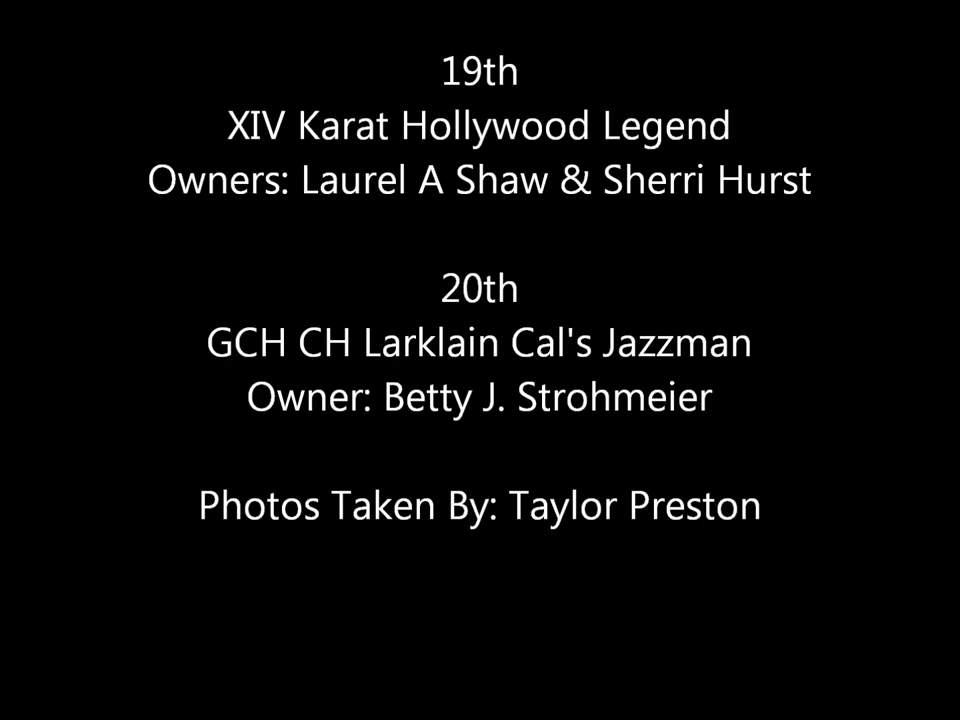 19th
XIV Karat Hollywood Legend
Owners: Laurel A Shaw & Sherri Hurst
20th
GCH CH Larklain Cal's Jazzman
Owner: Betty J. Strohmeier
Photos Taken By: Taylor Preston